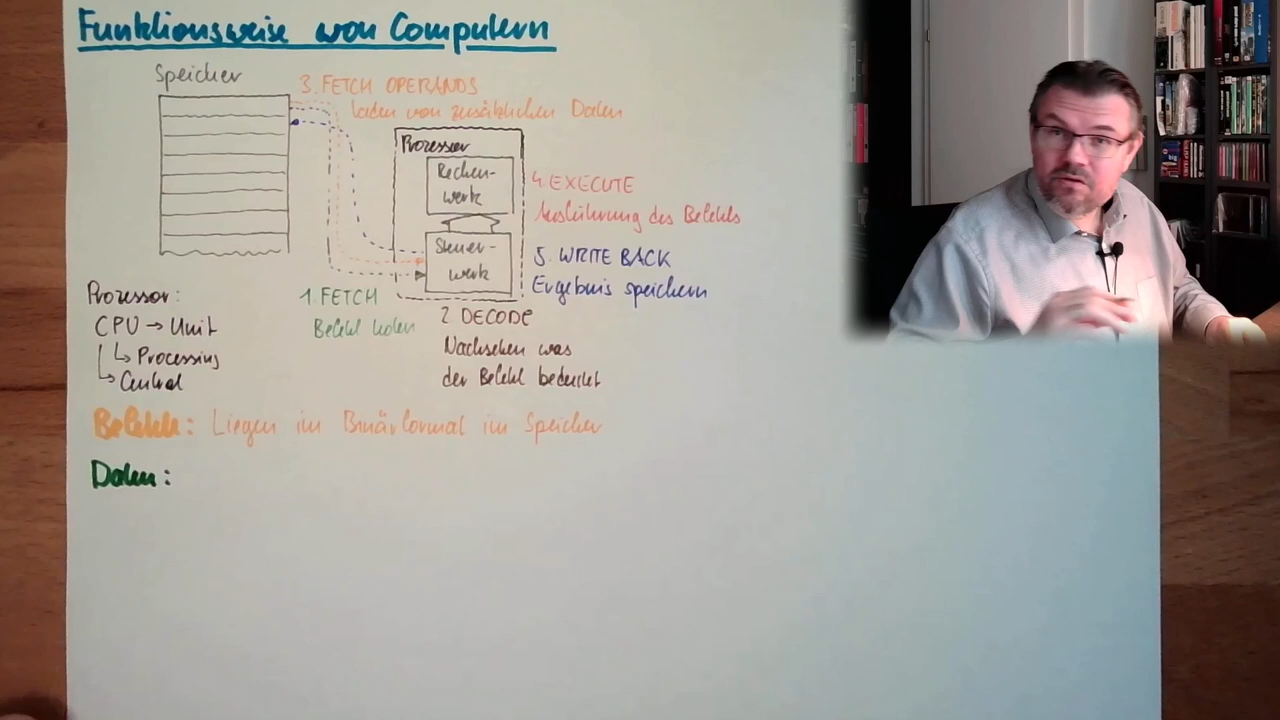 Funktionsweise von Computern
Speicher
3. FETCH OPERANDS
laden von zusätzlichen Daten
Prozessor
Rechen-
werk
4. EXECUTE
Ausführung des Befehls
Steuer-
werk
5. WRITE BACK
Ergebnis speichern
1. FETCH
Befehl holen
2. DECODE
Nachsehen was
der Befehl bedeutet
Prozessor:
CPU → Unit
↳ Processing
↳ Central
Befehle: Liegen im Binärformat im Speicher
Daten: